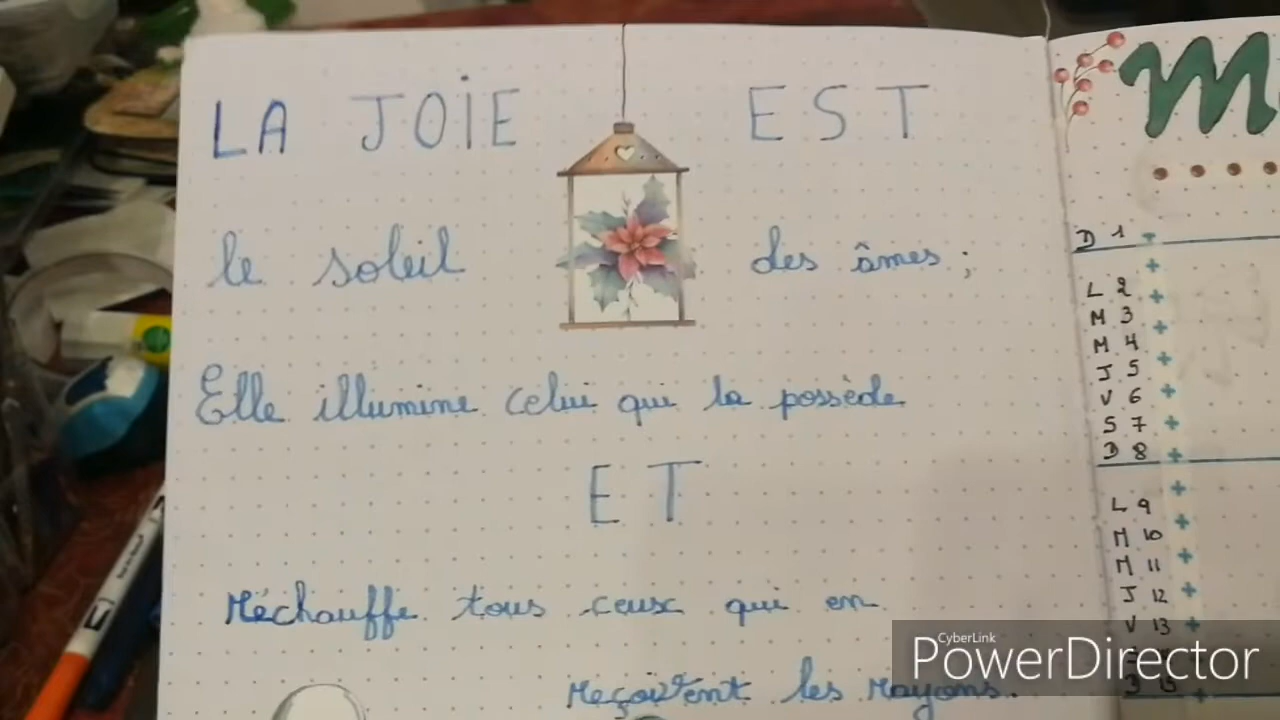 LA JOIE EST
le soleil des âmes ;
Elle illumine celui qui la possède
ET
Réchauffe tous ceux qui en
Reçoivent les Rayons.
M
D 1
L 2
M 3
M 4
J 5
V 6
S 7
D 8
L 9
M 10
M 11
J 12
V 13
D 15
CyberLink
PowerDirector